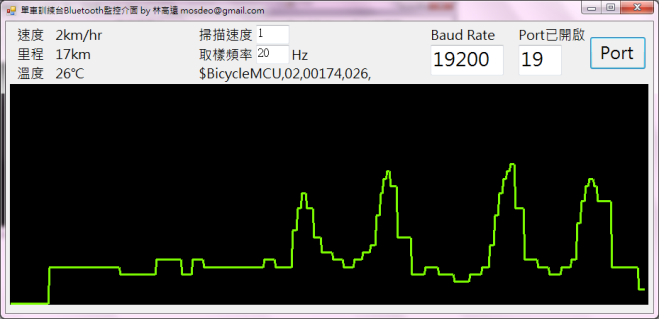 單車訓練台Bluetooth監控介面 by 林高遠 mosdeo@gmail.com
速度 2km/hr 掃描速度 1 Baud Rate Port已開啟
里程 17km 取樣頻率 20 Hz 19200 19 Port
溫度 26℃ $BicycleMCU,02,00174,026,